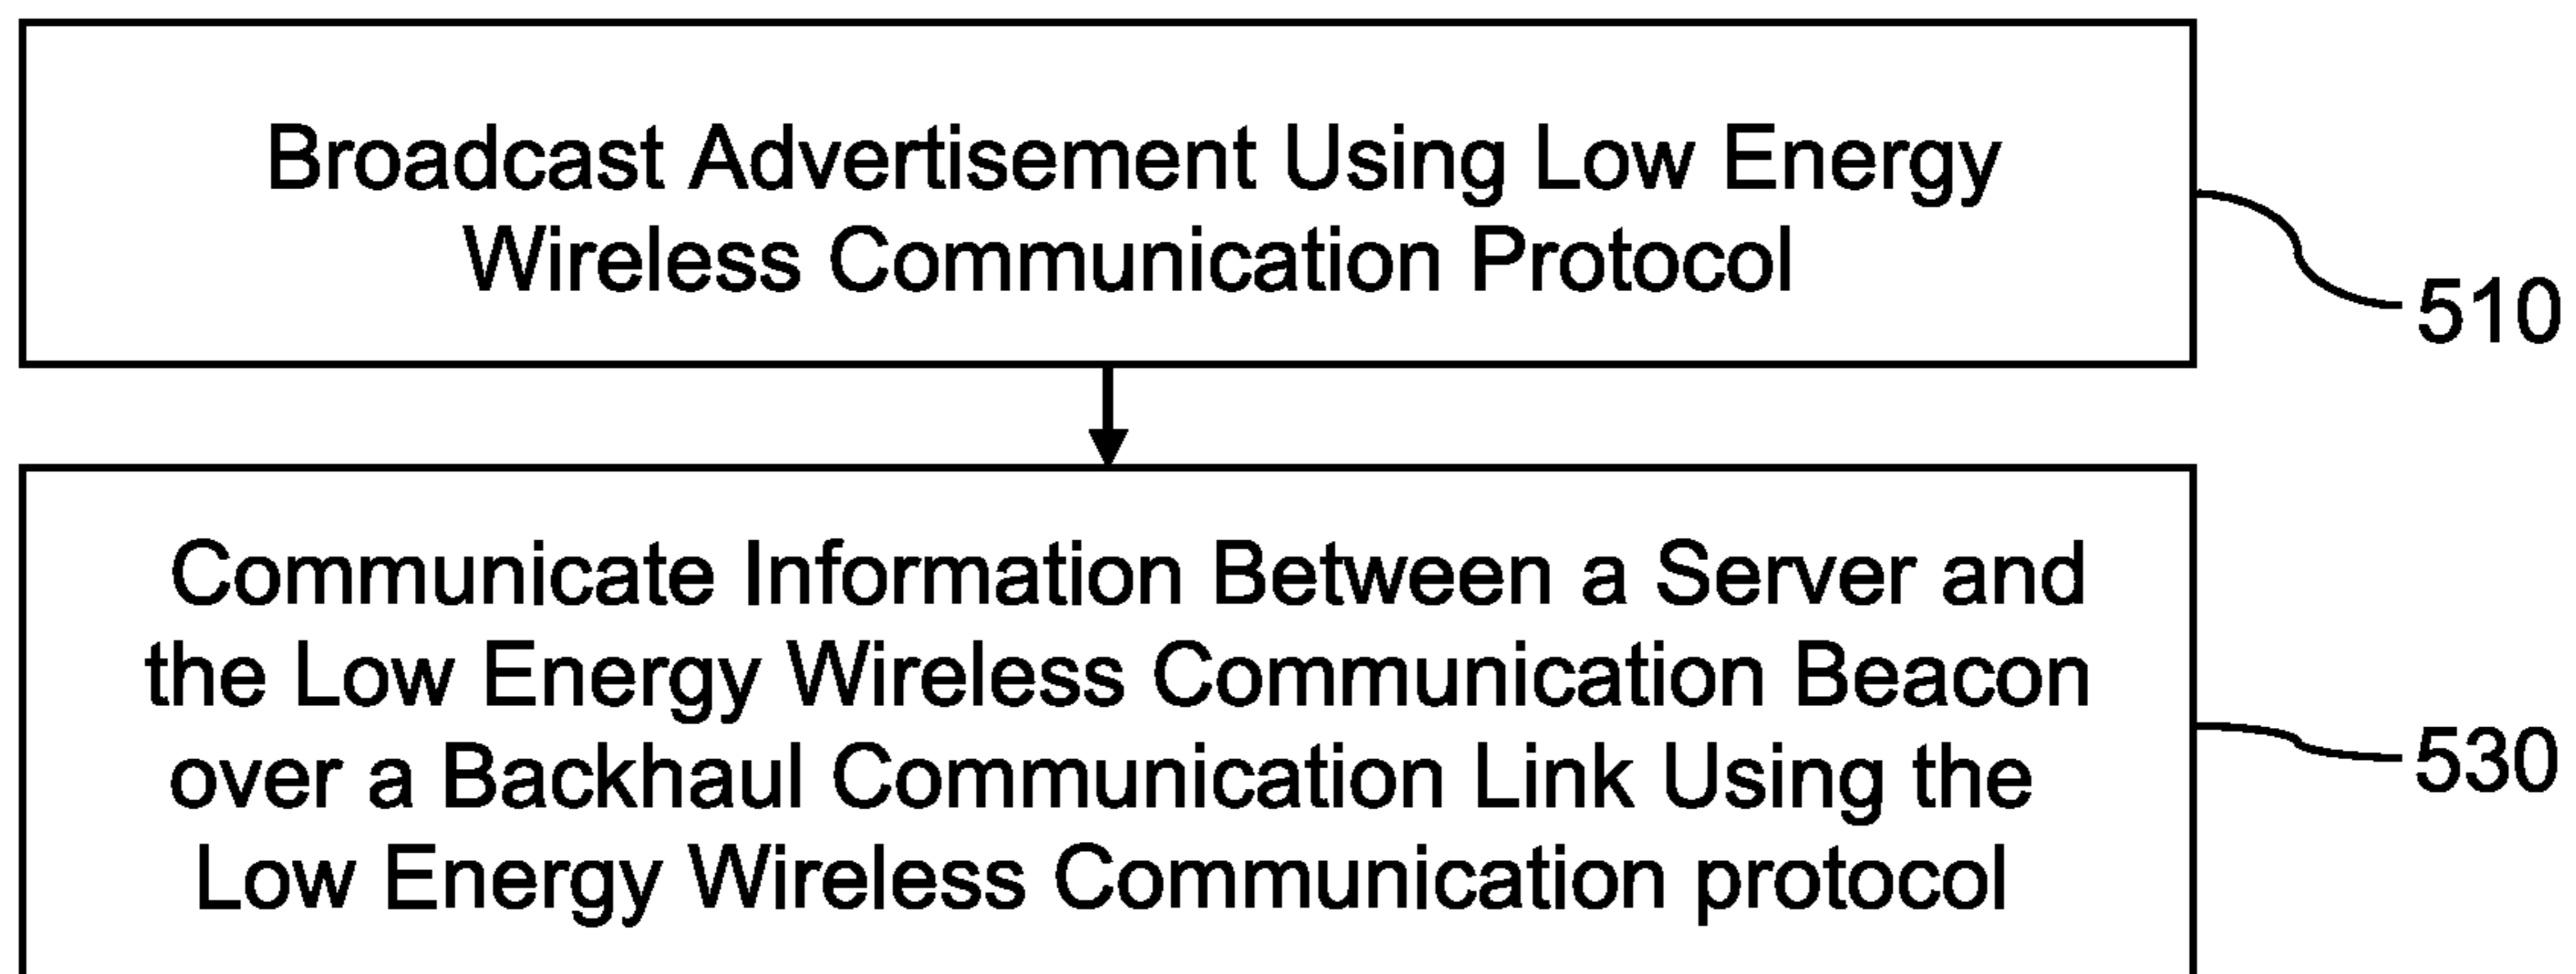 Broadcast Advertisement Using Low Energy
Wireless Communication Protocol
510
Communicate Information Between a Server and
the Low Energy Wireless Communication Beacon
over a Backhaul Communication Link Using the
Low Energy Wireless Communication protocol
530